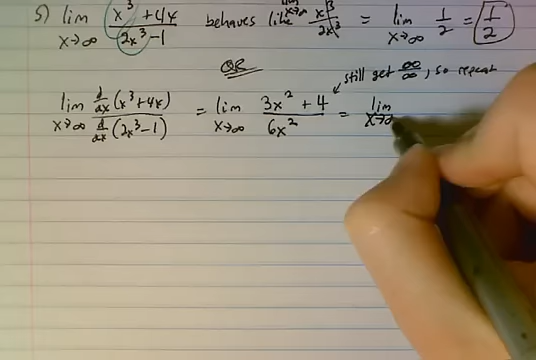 5) lim x→∞ (x³ + 4x)/(2x³ - 1) behaves like lim x→∞ x³/2x³ = lim x→∞ 1/2 = 1/2
OR
still get ∞/∞, so repeat
lim x→∞ d/dx (x³ + 4x) / d/dx (2x³ - 1) = lim x→∞ (3x² + 4)/(6x²) = lim x→∞